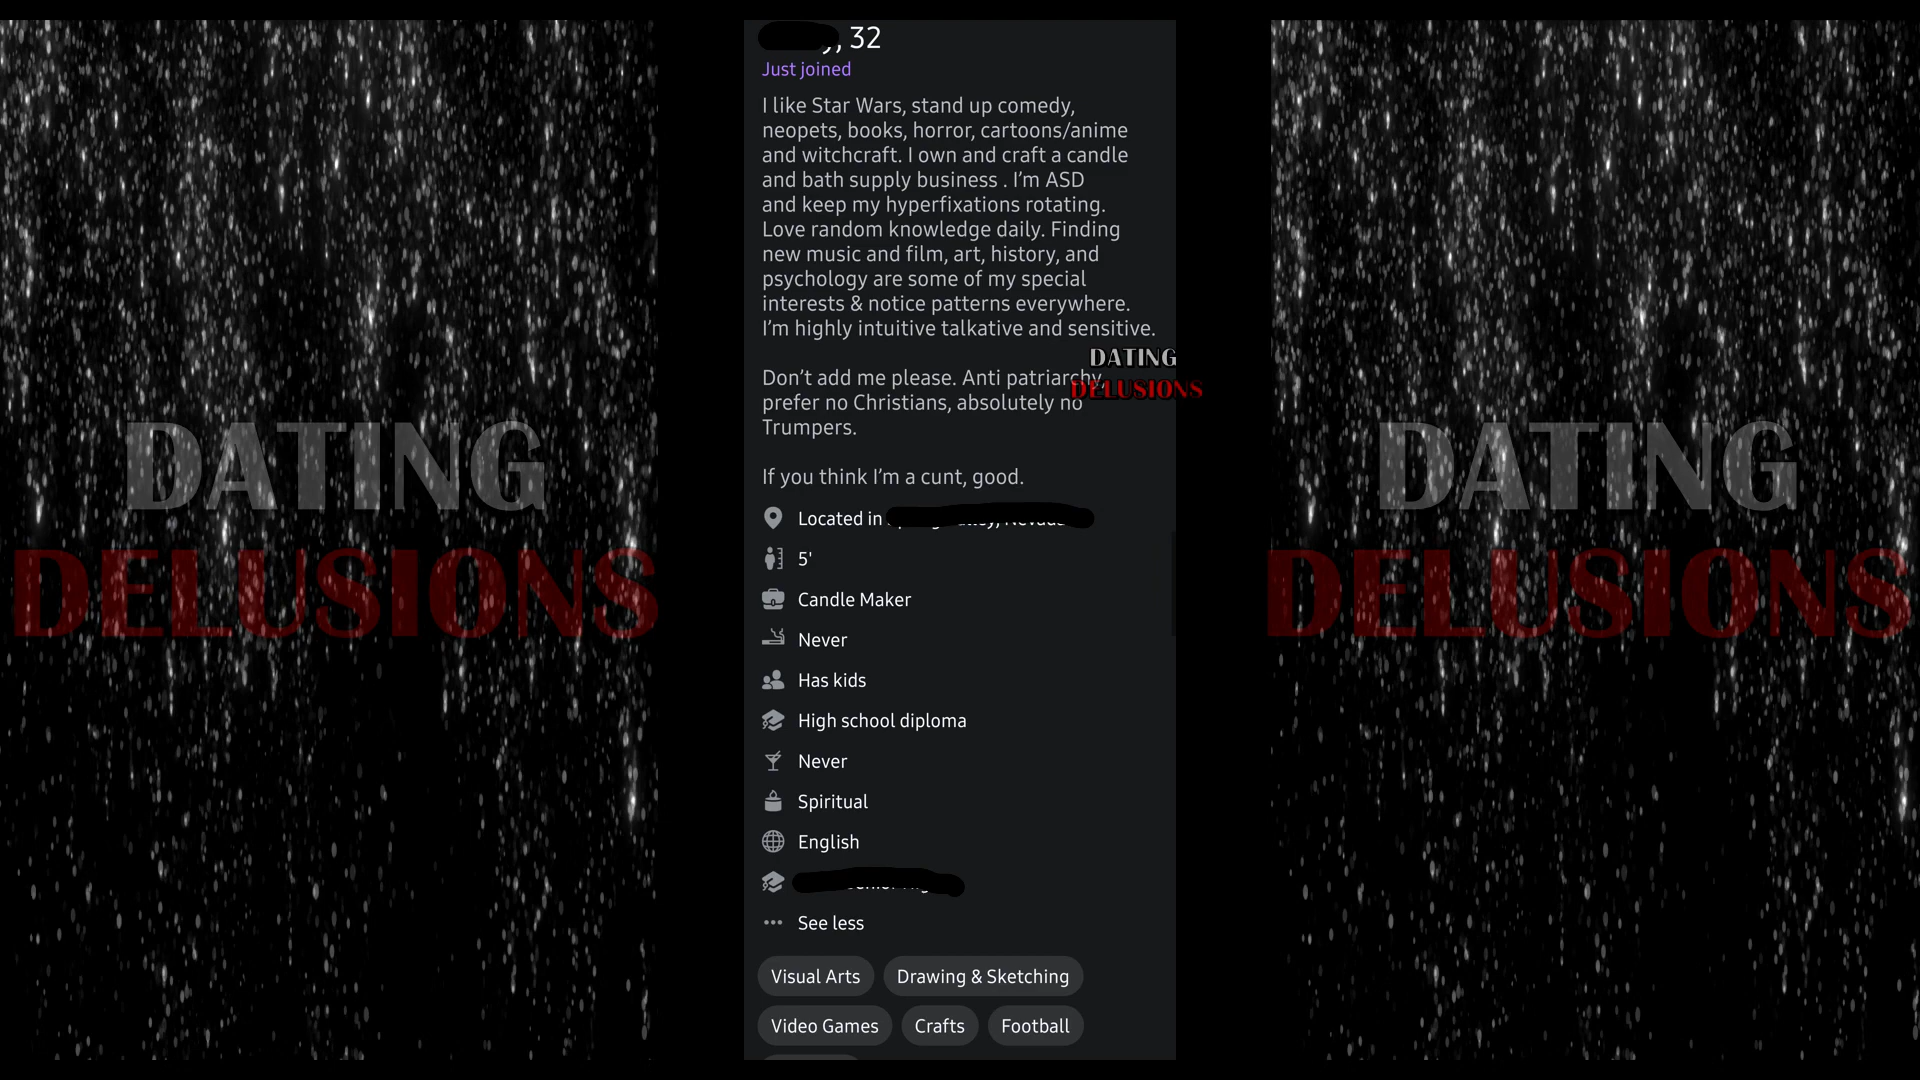 , 32
Just joined
I like Star Wars, stand up comedy,
neopets, books, horror, cartoons/anime
and witchcraft. I own and craft a candle
and bath supply business . I'm ASD
and keep my hyperfixations rotating.
Love random knowledge daily. Finding
new music and film, art, history, and
psychology are some of my special
interests & notice patterns everywhere.
I'm highly intuitive talkative and sensitive.
DATING
DELUSIONS
Don't add me please. Anti patriarchy,
prefer no Christians, absolutely no
Trumpers.
If you think I'm a cunt, good.
Located in
5'
Candle Maker
Never
Has kids
High school diploma
Never
Spiritual
English
See less
Visual Arts
Drawing & Sketching
Video Games
Crafts
Football
DATING
DELUSIONS
DATING
DELUSIONS